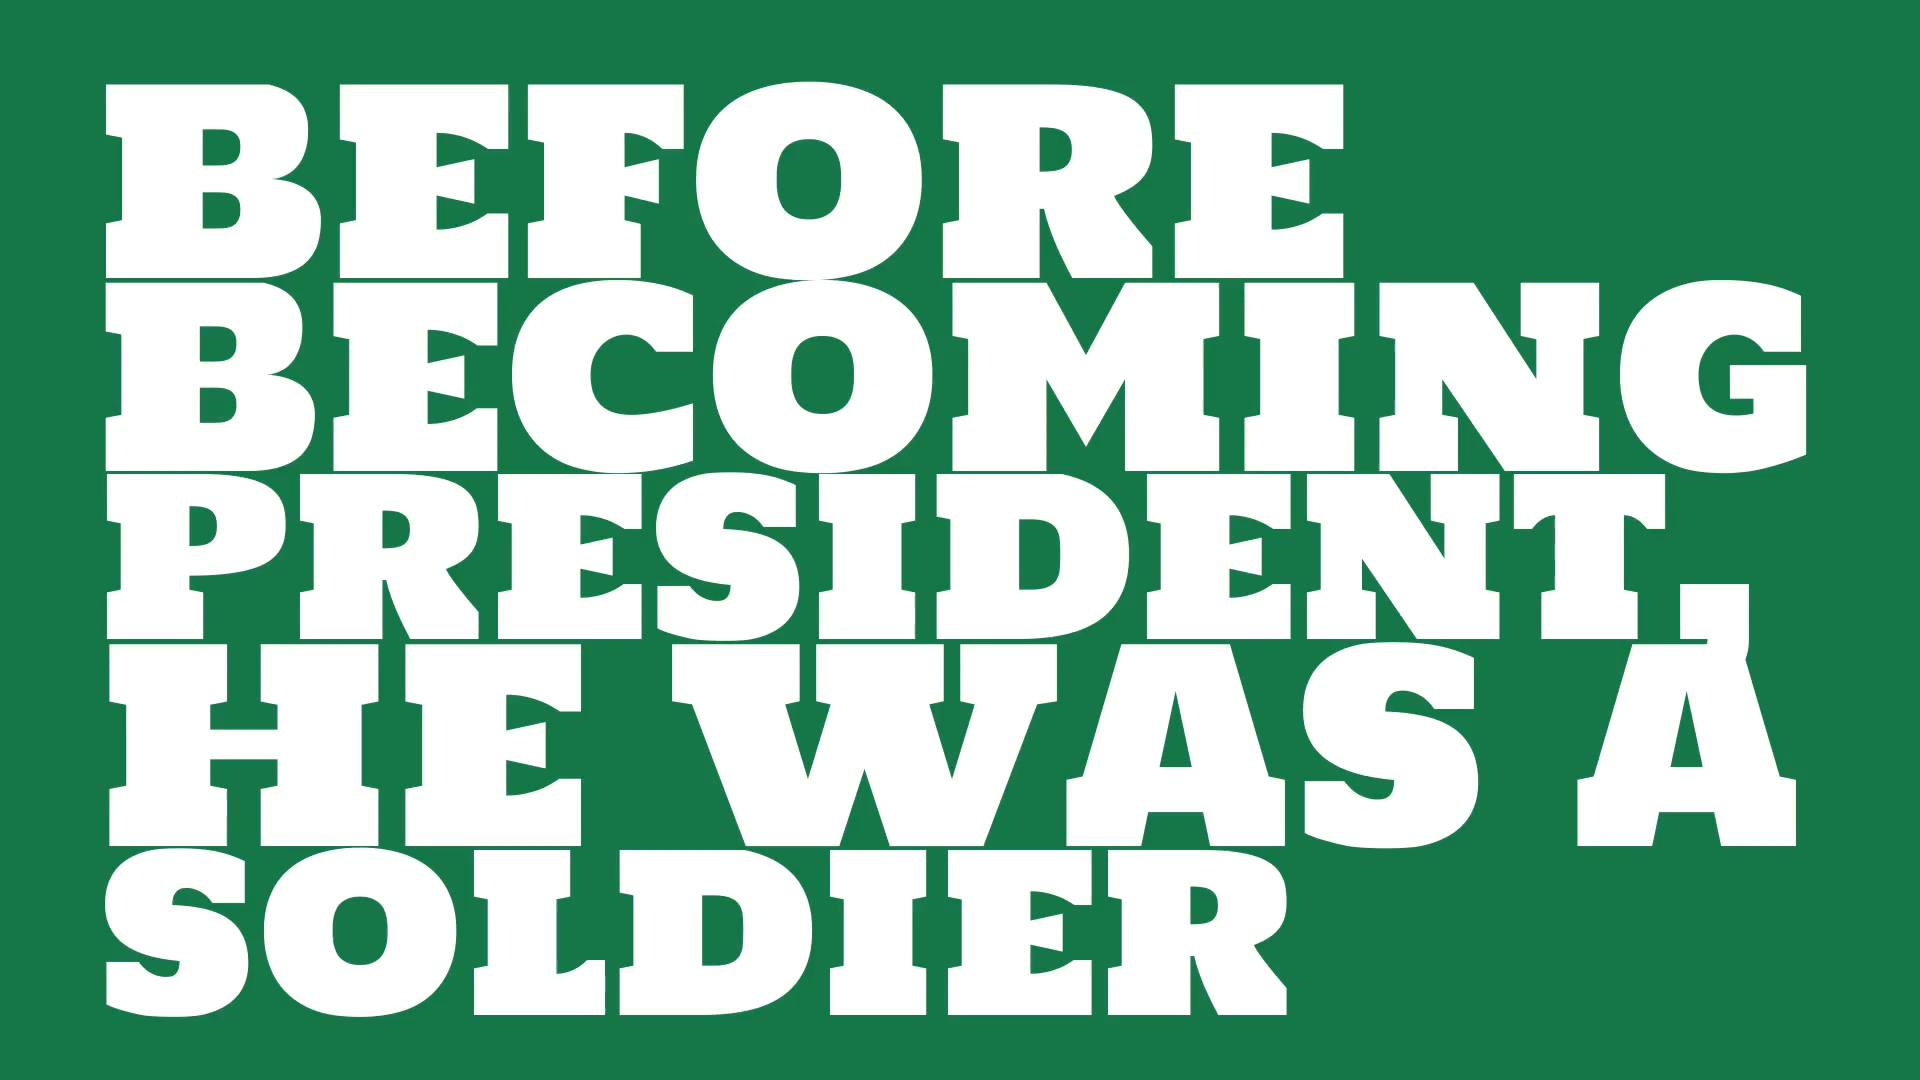 BEFORE
BECOMING
PRESIDENT,
HE WAS A
SOLDIER